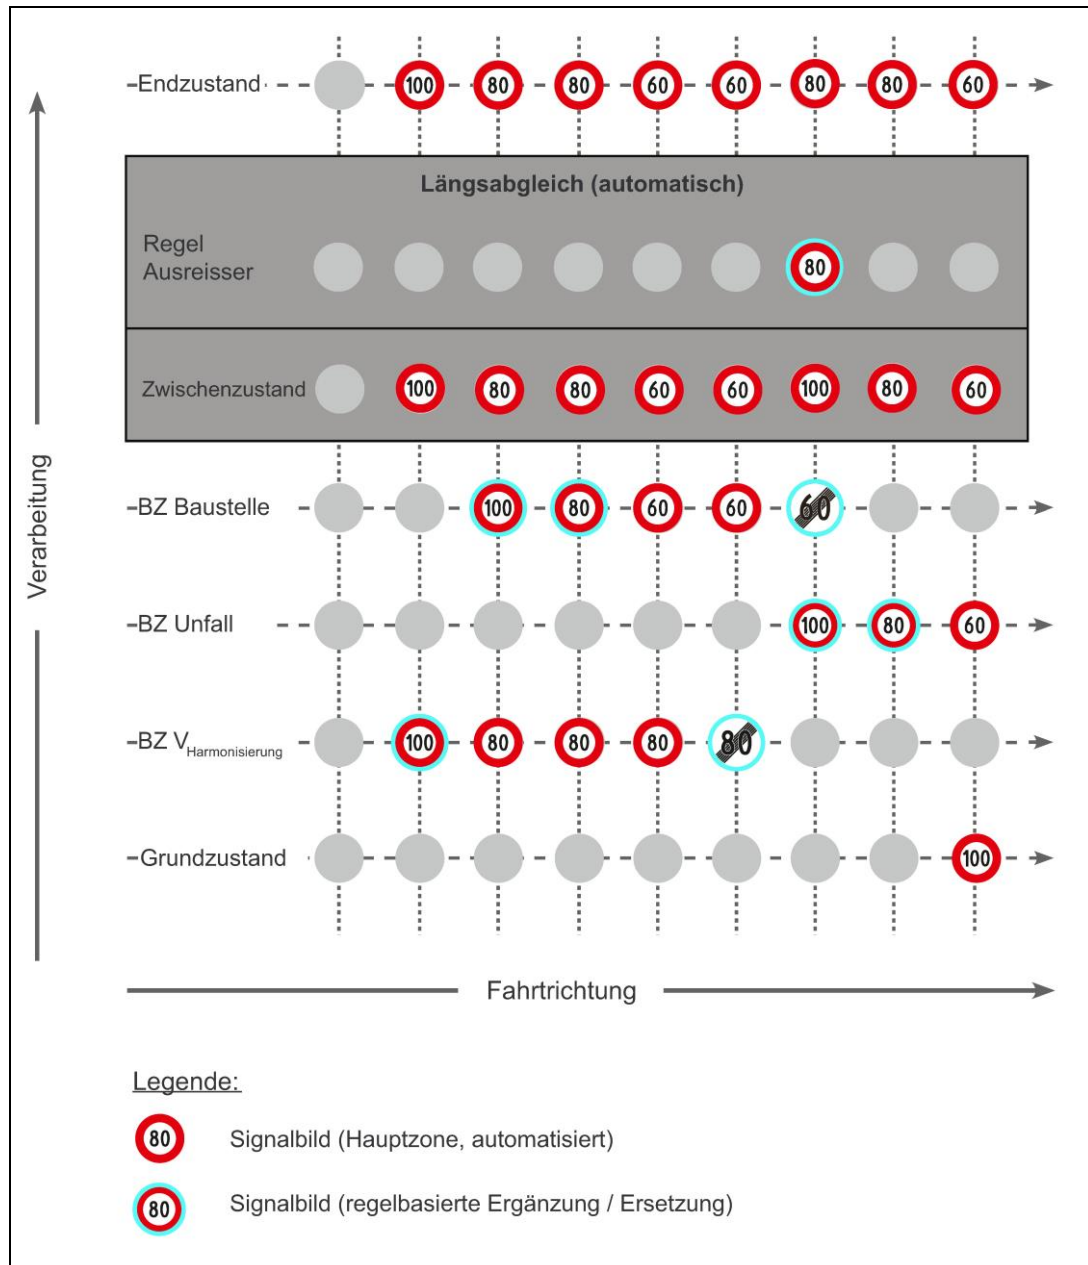 Endzustand 100 80 80 60 60 80 80 60
Längsabgleich (automatisch)
Regel
Ausreisser 80
Zwischenzustand 100 80 80 60 60 100 80 60
BZ Baustelle 100 80 60 60 60
BZ Unfall 100 80 60
BZ V Harmonisierung 100 80 80 80 80
Grundzustand 100
Verarbeitung
Fahrtrichtung
Legende:
80 Signalbild (Hauptzone, automatisiert)
80 Signalbild (regelbasierte Ergänzung / Ersetzung)